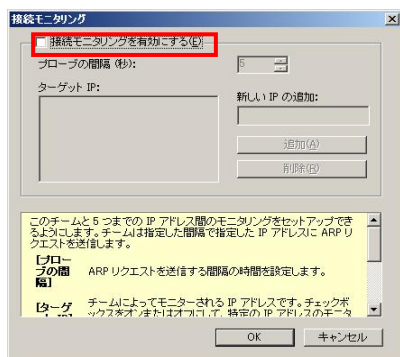 接続モニタリング
接続モニタリングを有効にする(E)
プローブの間隔 (秒):
5
ターゲット IP:
新しい IP の追加:
追加(A)
削除(R)
このチームと 5 つまでの IP アドレス間のモニタリングをセットアップでき
るようにします。チームは指定した間隔で指定した IP アドレスに ARP リ
クエストを送信します。
[プロー
ブの間 ARP リクエストを送信する間隔の時間を設定します。
隔]
[ターゲ チームによってモニターされる IP アドレスです。チェックボ
ックスをオンまたはオフにして、特定の IP アドレスのモニタ
OK
キャンセル